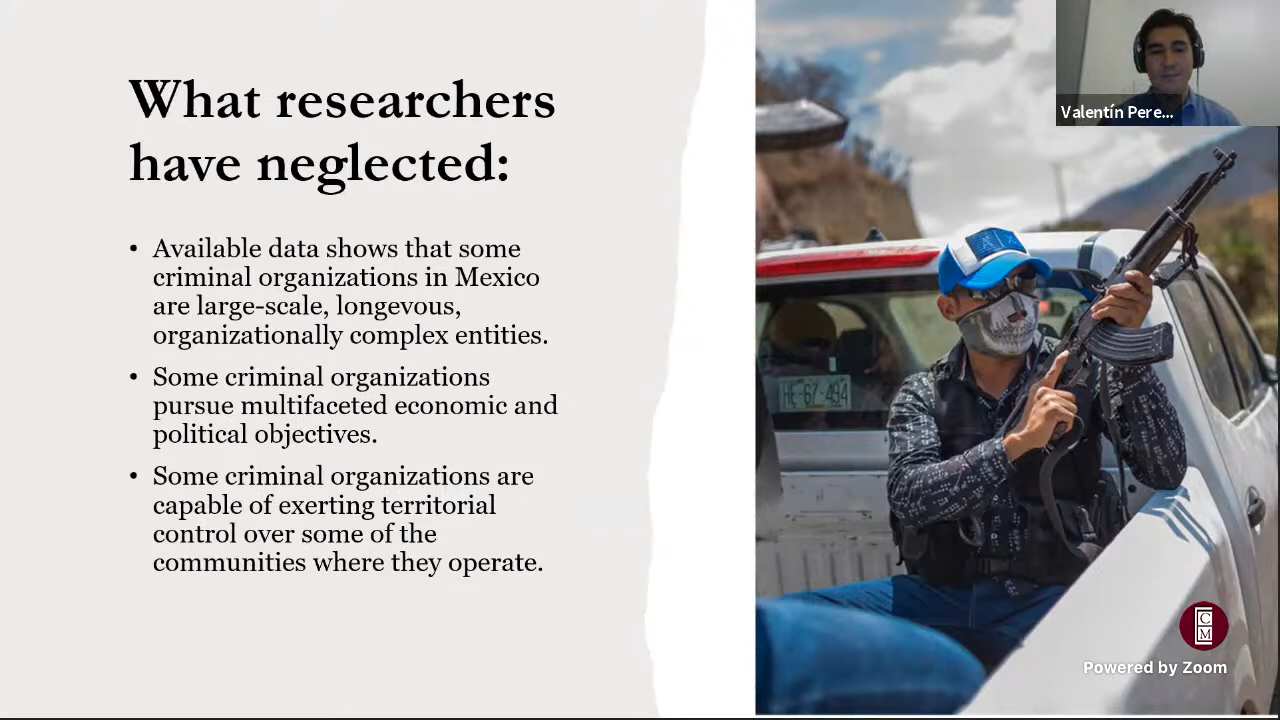 What researchers
have neglected:
• Available data shows that some
criminal organizations in Mexico
are large-scale, longevous,
organizationally complex entities.
• Some criminal organizations
pursue multifaceted economic and
political objectives.
• Some criminal organizations are
capable of exerting territorial
control over some of the
communities where they operate.
Valentín Pere...
HE-67-494
C
M
Powered by Zoom